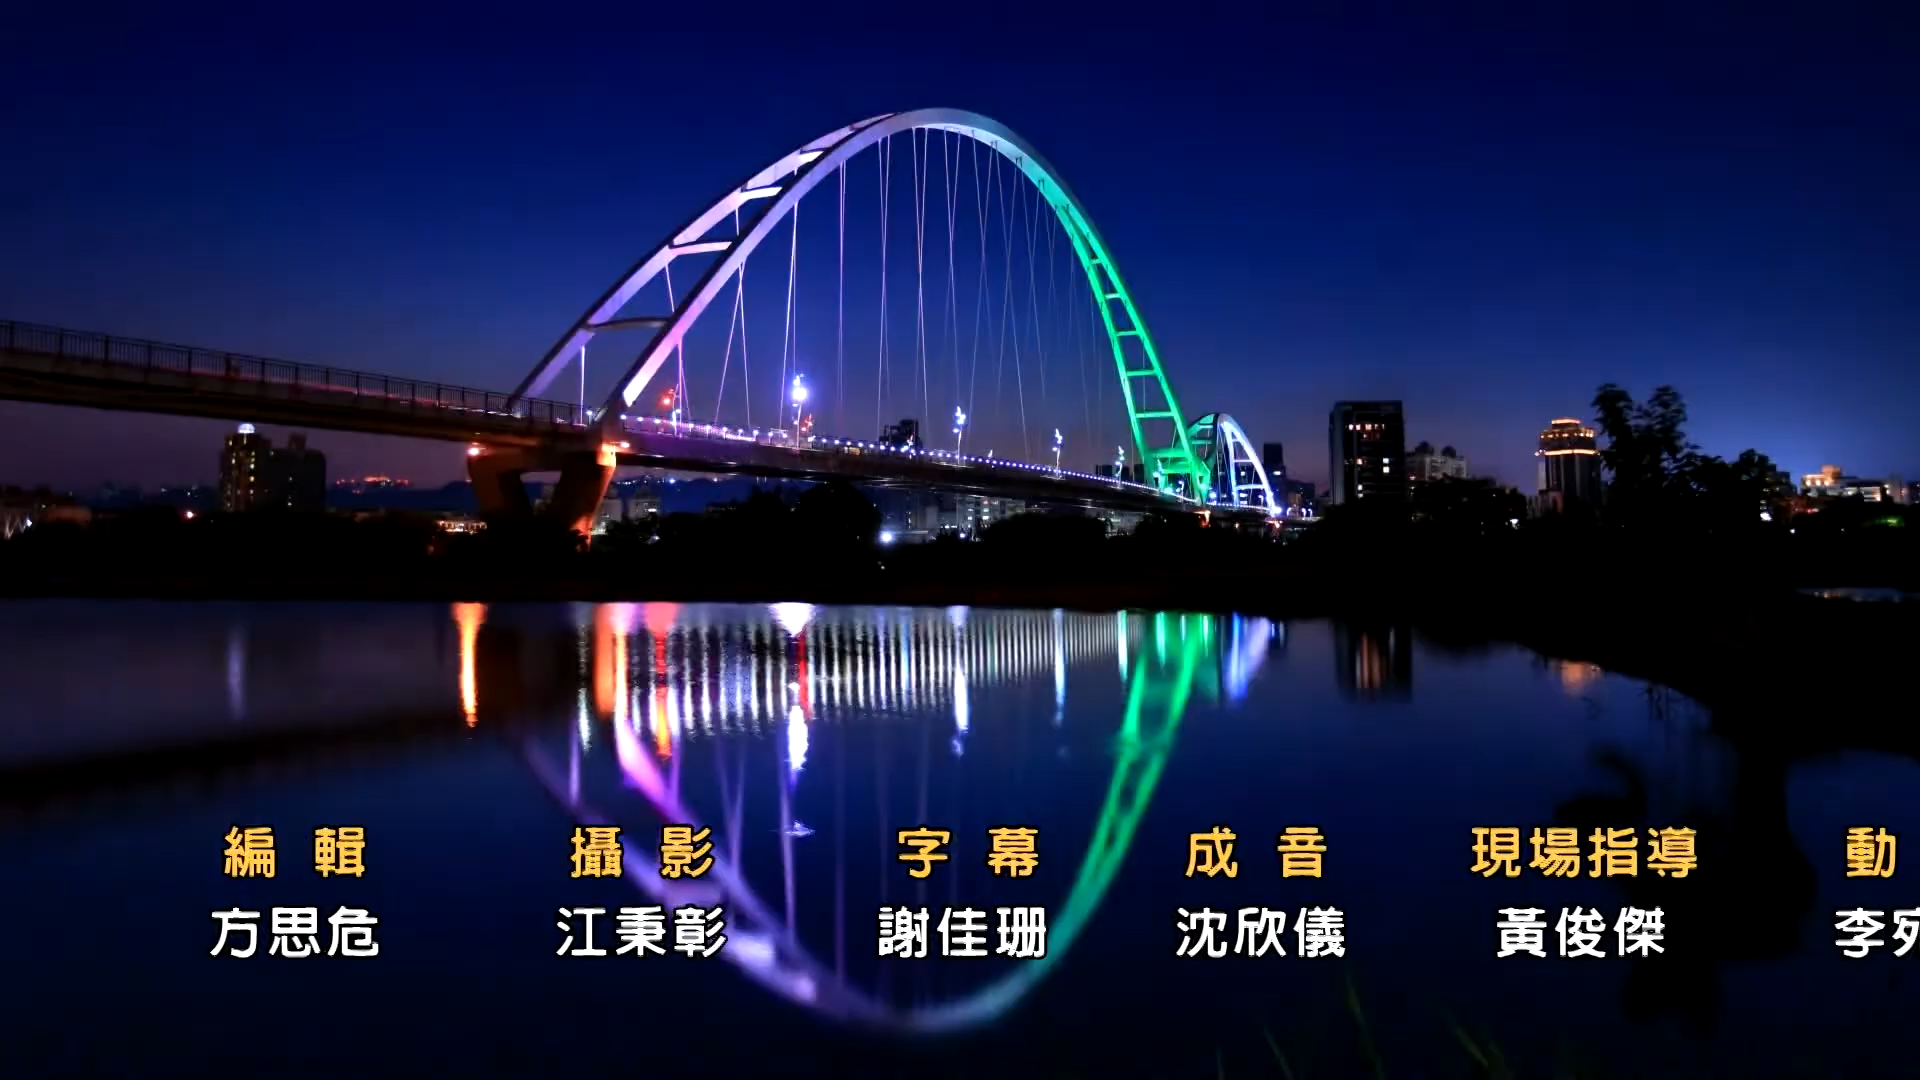 編輯 攝影 字幕 成音 現場指導 動
方思危 江秉彰 謝佳珊 沈欣儀 黃俊傑 李